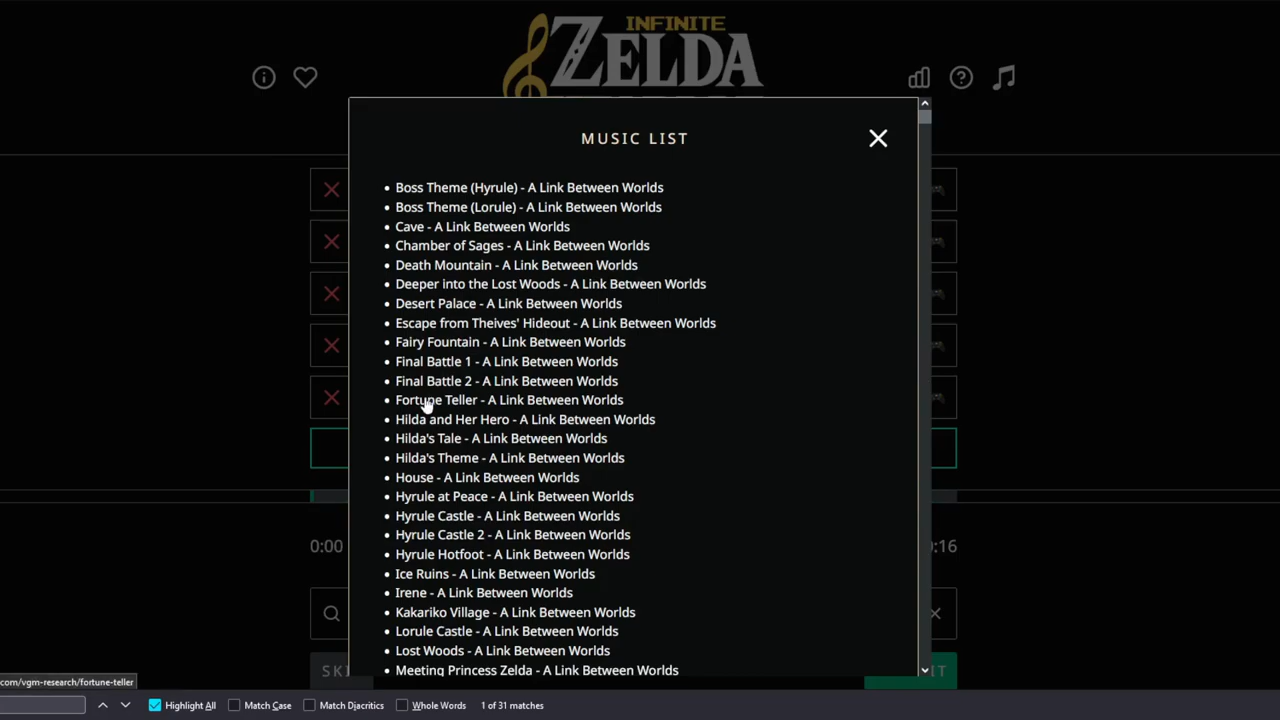 INFINITE
ZELDA
MUSIC LIST
Boss Theme (Hyrule) - A Link Between Worlds
Boss Theme (Lorule) - A Link Between Worlds
Cave - A Link Between Worlds
Chamber of Sages - A Link Between Worlds
Death Mountain - A Link Between Worlds
Deeper into the Lost Woods - A Link Between Worlds
Desert Palace - A Link Between Worlds
Escape from Theives' Hideout - A Link Between Worlds
Fairy Fountain - A Link Between Worlds
Final Battle 1 - A Link Between Worlds
Final Battle 2 - A Link Between Worlds
Fortune Teller - A Link Between Worlds
Hilda and Her Hero - A Link Between Worlds
Hilda's Tale - A Link Between Worlds
Hilda's Theme - A Link Between Worlds
House - A Link Between Worlds
Hyrule at Peace - A Link Between Worlds
Hyrule Castle - A Link Between Worlds
Hyrule Castle 2 - A Link Between Worlds
Hyrule Hotfoot - A Link Between Worlds
0:00 :16
Ice Ruins - A Link Between Worlds
Irene - A Link Between Worlds
Kakariko Village - A Link Between Worlds
Lorule Castle - A Link Between Worlds
Lost Woods - A Link Between Worlds
Meeting Princess Zelda - A Link Between Worlds
SK IT
com/vgm-research/fortune-teller
Highlight All Match Case Match Diacritics Whole Words 1 of 31 matches